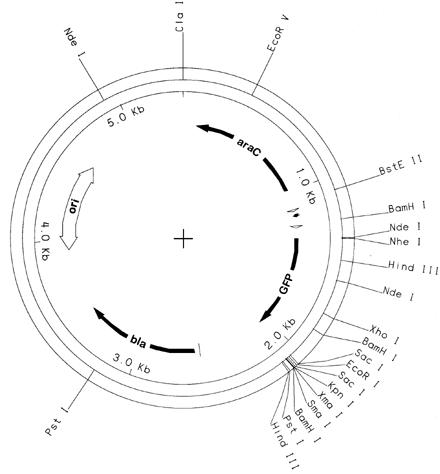 Cla I
EcoR V
BstE II
BamH I
Nde I
Nhe I
Hind III
Nde I
Xho I
BamH I
Sac I
EcoR I
Sac I
Kpn I
Xma I
Sma I
BamH I
Pst I
Hind III
Pst I
Nde I
5.0 Kb
araC
1.0 Kb
GFP
2.0 Kb
3.0 Kb
bla
4.0 Kb
ori